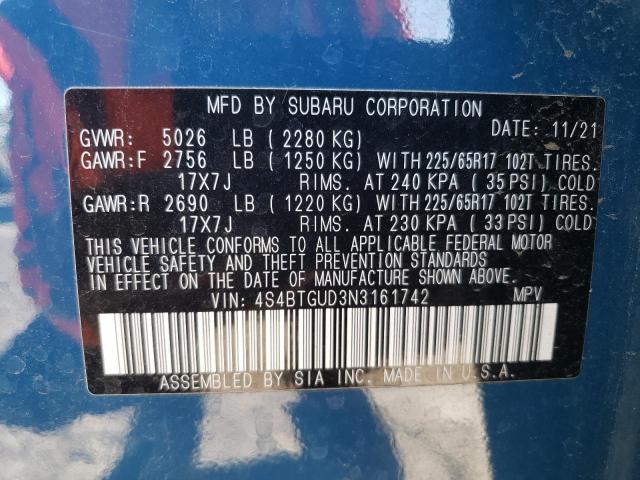 MFD BY SUBARU CORPORATION
DATE: 11/21
GVWR: 5026 LB (2280 KG)
GAWR:F 2756 LB (1250 KG) WITH 225/65R17 102T TIRES.
17X7J RIMS. AT 240 KPA (35 PSI) COLD
GAWR:R 2690 LB (1220 KG) WITH 225/65R17 102T TIRES.
17X7J RIMS. AT 230 KPA (33 PSI) COLD
THIS VEHICLE CONFORMS TO ALL APPLICABLE FEDERAL MOTOR
VEHICLE SAFETY AND THEFT PREVENTION STANDARDS
IN EFFECT ON THE DATE OF MANUFACTURE SHOWN ABOVE.
VIN: 4S4BTGUD3N3161742 MPV
ASSEMBLED BY SIA INC. MADE IN U.S.A.